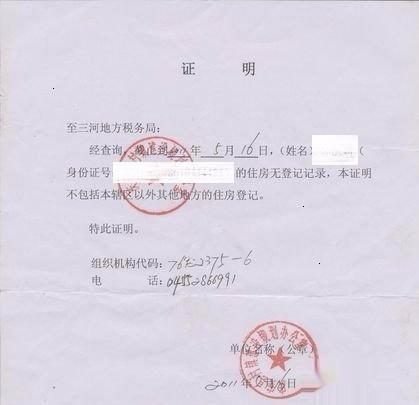 证 明
至三河地方税务局:
经查询,截止到 年 5 月 16 日,(姓名) (
身份证号 的住房无登记记录,本证明
不包括本辖区以外其他地方的住房登记。
特此证明。
组织机构代码: 2375-6
电 话:
单位名称(公章)
2011年 月 日